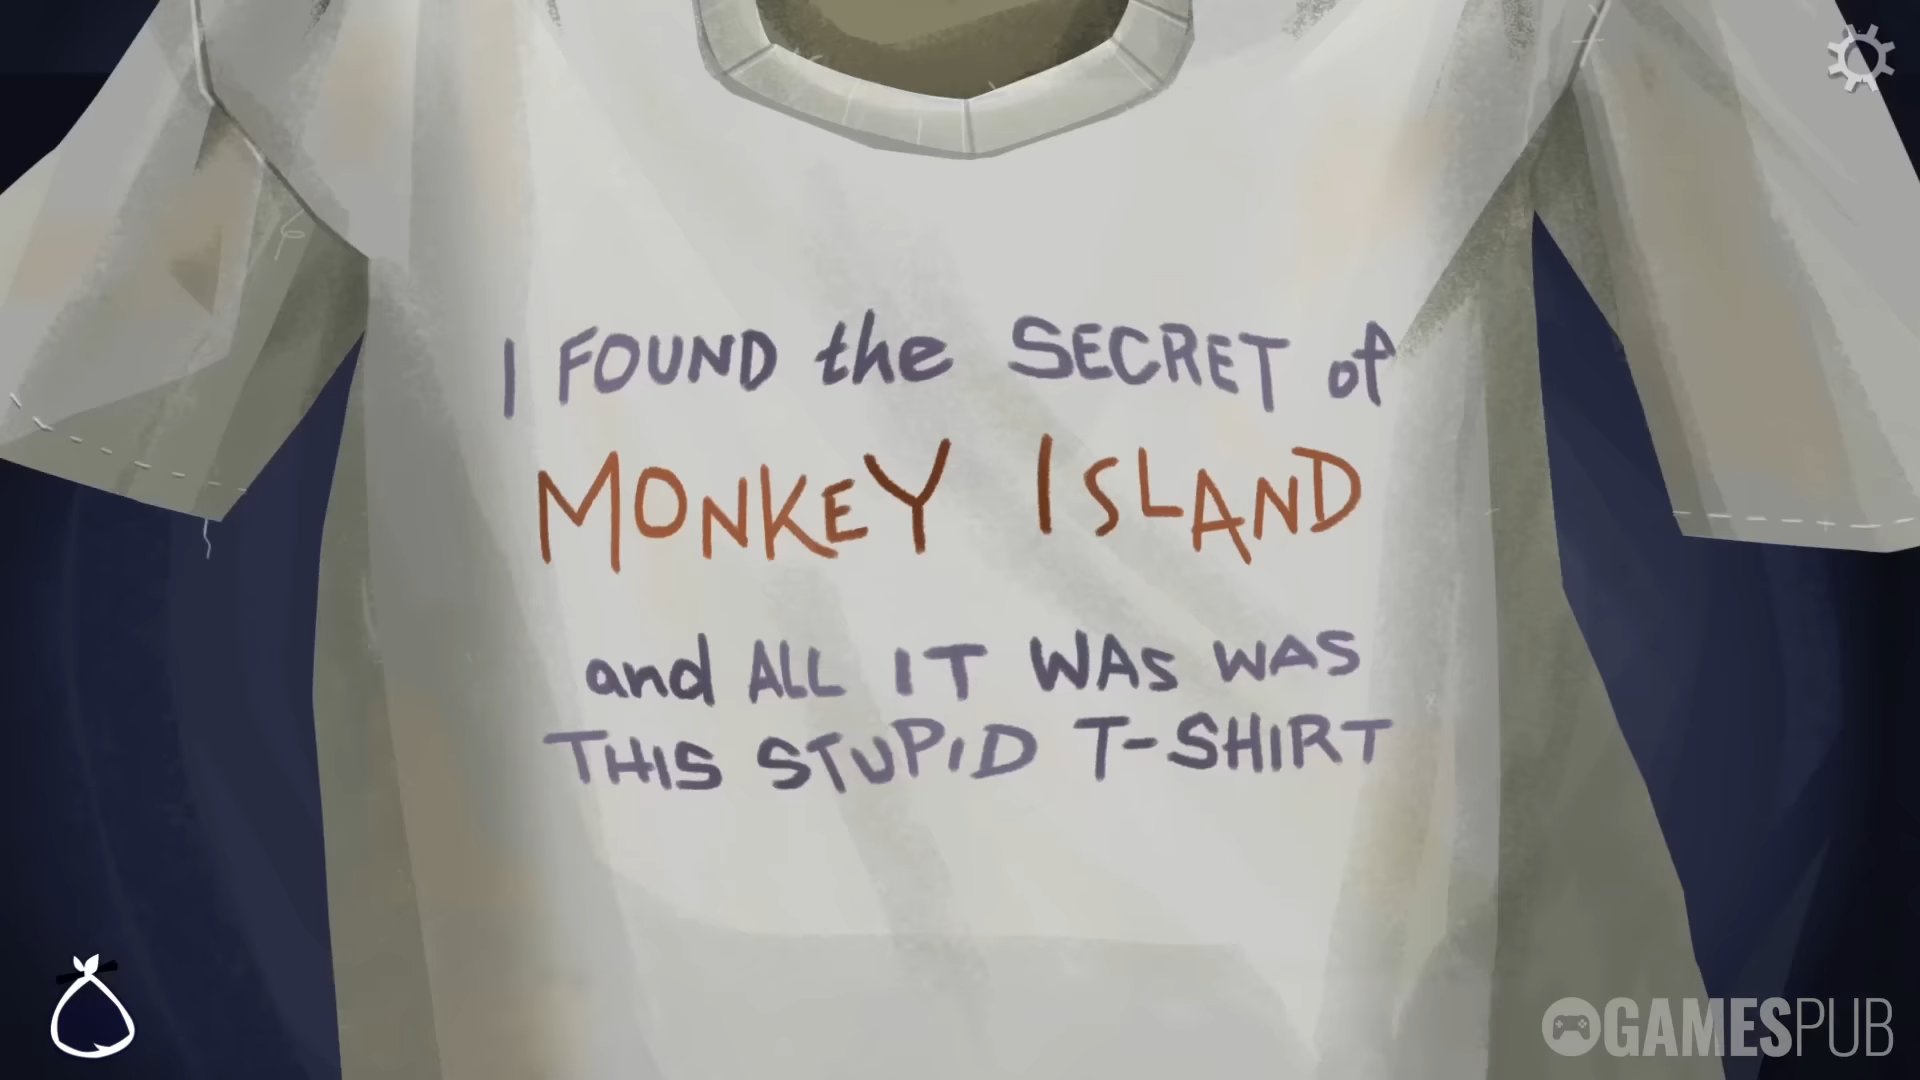 I FOUND the SECRET of
MONKEY ISLAND
and ALL IT WAS WAS
THIS STUPID T-SHIRT
GAMESPUB